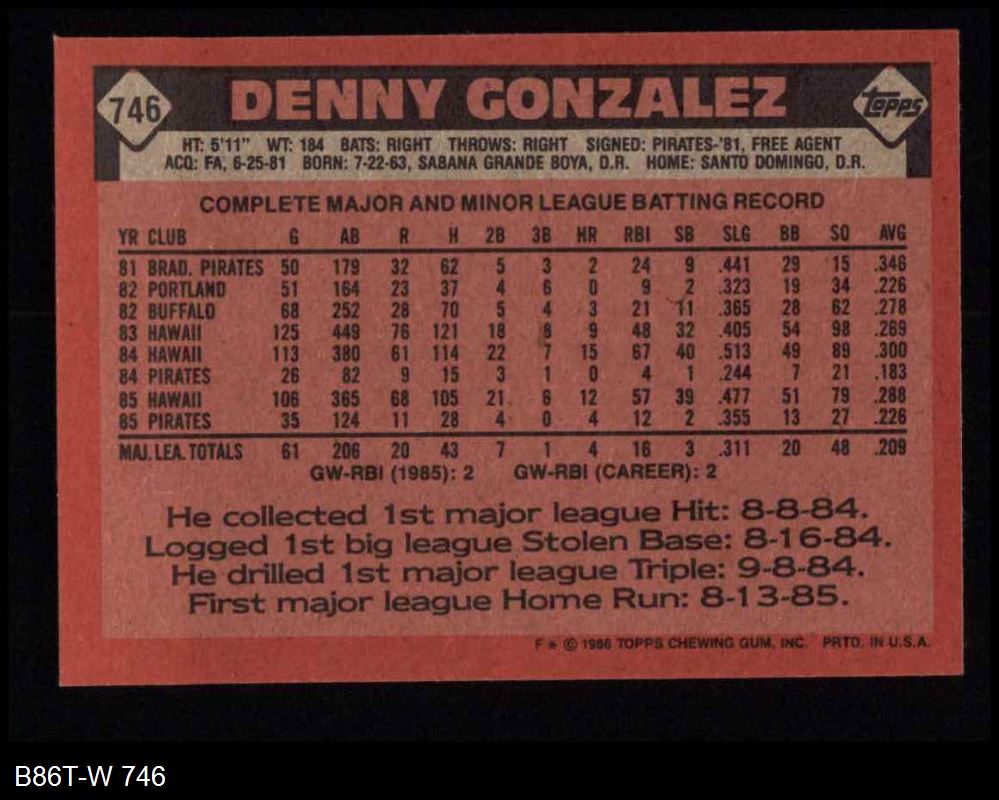 746 DENNY GONZALEZ Topps
HT: 5'11" WT: 184 BATS: RIGHT THROWS: RIGHT SIGNED: PIRATES-'81, FREE AGENT
ACQ: FA, 6-25-81 BORN: 7-22-63, SABANA GRANDE BOYA, D.R. HOME: SANTO DOMINGO, D.R.
COMPLETE MAJOR AND MINOR LEAGUE BATTING RECORD
YR CLUB G AB R H 2B 3B HR RBI SB SLG BB SO AVG
81 BRAD. PIRATES 50 179 32 62 5 3 2 24 9 .441 29 15 .346
82 PORTLAND 51 164 23 37 4 6 0 9 2 .323 19 34 .226
82 BUFFALO 68 252 28 70 5 4 3 21 11 .365 28 62 .278
83 HAWAII 125 449 76 121 18 8 9 48 32 .405 54 98 .269
84 HAWAII 113 380 61 114 22 7 15 67 40 .513 49 89 .300
84 PIRATES 26 82 9 15 3 1 0 4 1 .244 7 21 .183
85 HAWAII 106 365 68 105 21 6 12 57 39 .477 51 79 .288
85 PIRATES 35 124 11 28 4 0 4 12 2 .355 13 27 .226
MAJ. LEA. TOTALS 61 206 20 43 7 1 4 16 3 .311 20 48 .209
GW-RBI (1985): 2 GW-RBI (CAREER): 2
He collected 1st major league Hit: 8-8-84.
Logged 1st big league Stolen Base: 8-16-84.
He drilled 1st major league Triple: 9-8-84.
First major league Home Run: 8-13-85.
F * © 1986 TOPPS CHEWING GUM, INC. PRTD. IN U.S.A.
B86T-W 746